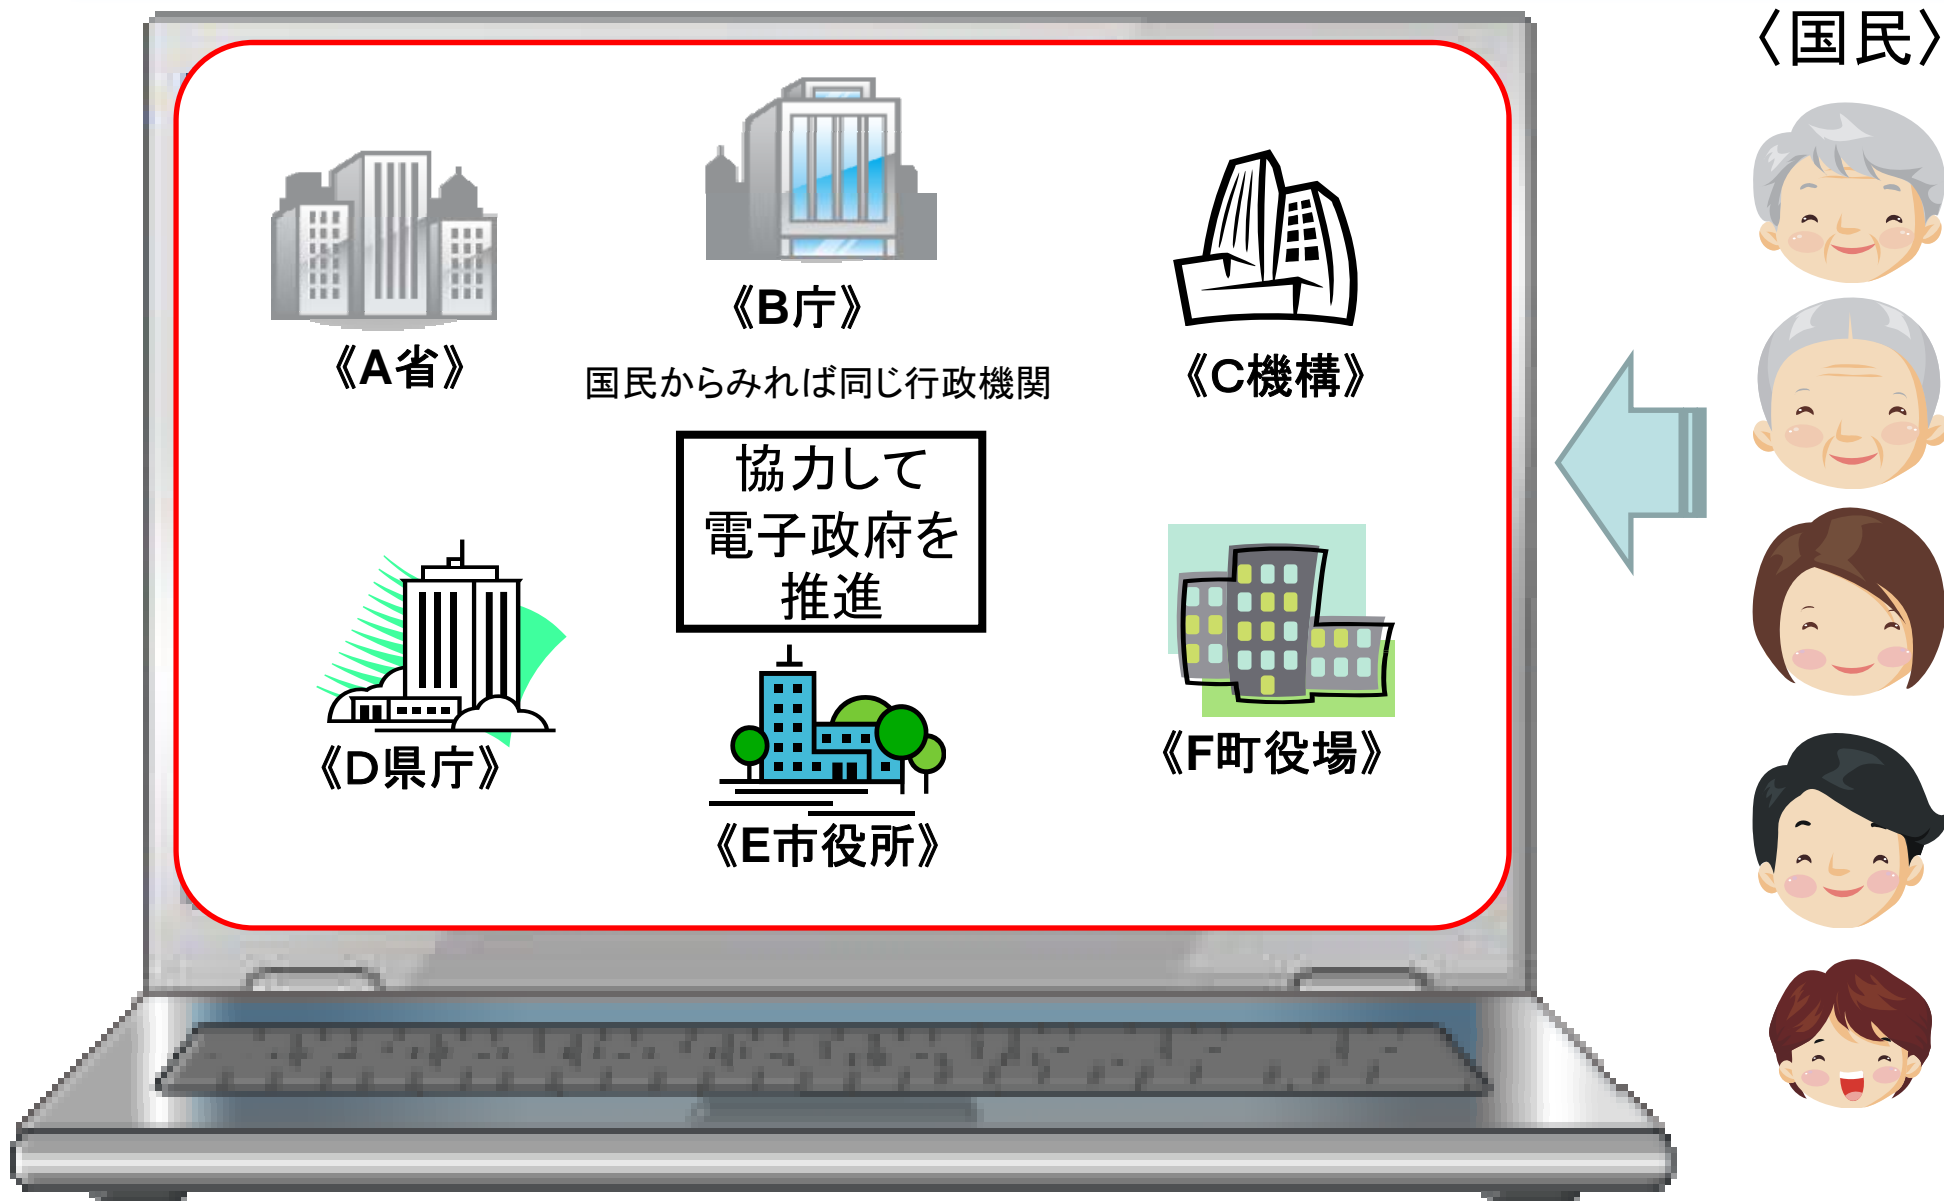 〈国民〉
《B庁》
《A省》
《C機構》
国民からみれば同じ行政機関
協力して
電子政府を
推進
《D県庁》
《F町役場》
《E市役所》